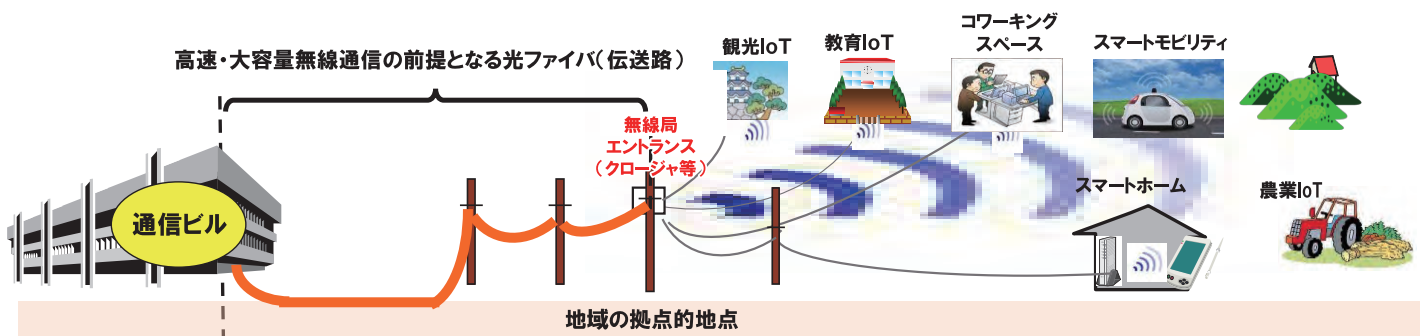 高速・大容量無線通信の前提となる光ファイバ(伝送路)
観光IoT
教育IoT
コワーキング
スペース
スマートモビリティ
無線局
エントランス
(クロージャ等)
通信ビル
スマートホーム
農業IoT
地域の拠点的地点